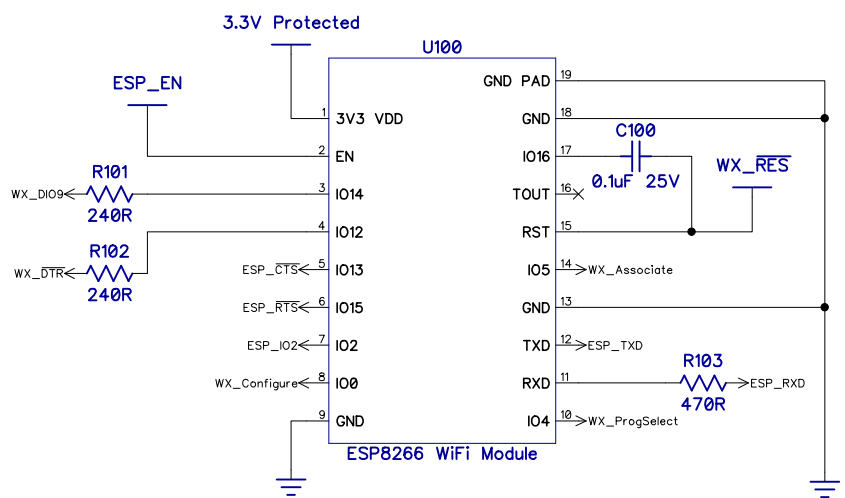 3.3V Protected
U100
ESP_EN
GND PAD 19
1 3V3 VDD
GND 18
2 EN
IO16 17
C100
0.1uF 25V
WX_RES
R101
WX_DIO9
240R
3 IO14
TOUT 16
4 IO12
RST 15
R102
WX_DTR
240R
ESP_CTS 5 IO13
IO5 14 WX_Associate
ESP_RTS 6 IO15
GND 13
ESP_IO2 7 IO2
TXD 12 ESP_TXD
WX_Configure 8 IO0
RXD 11
R103
470R
ESP_RXD
9 GND
IO4 10 WX_ProgSelect
ESP8266 WiFi Module